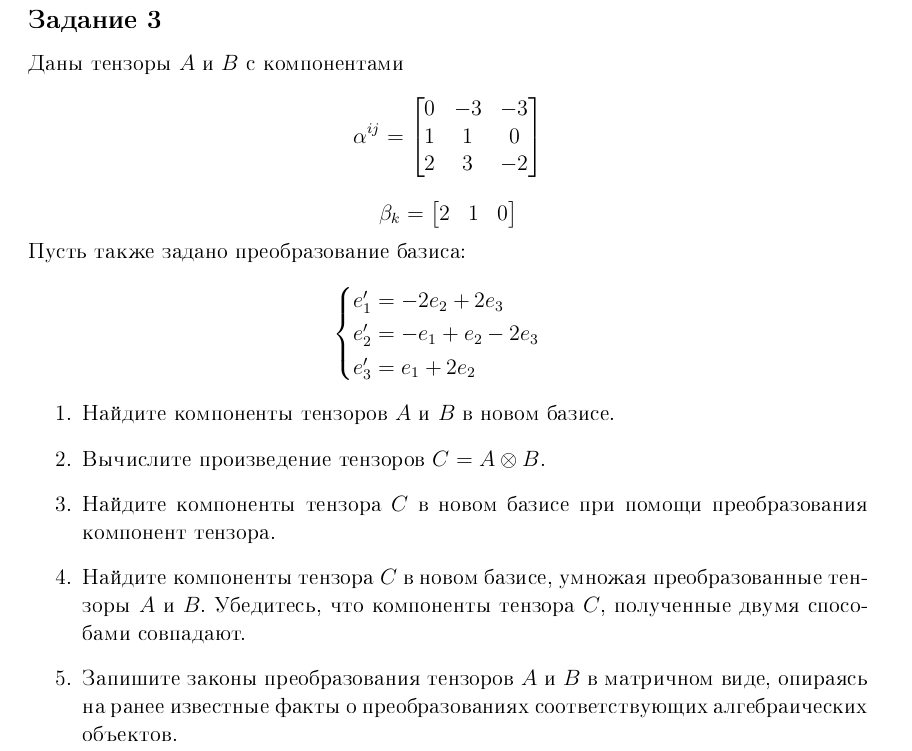 Задание 3
Даны тензоры A и B с компонентами
α^{ij} = \begin{bmatrix} 0 & -3 & -3 \\ 1 & 1 & 0 \\ 2 & 3 & -2 \end{bmatrix}
β_k = [2 1 0]
Пусть также задано преобразование базиса:
e′_1 = −2e_2 + 2e_3
e′_2 = −e_1 + e_2 − 2e_3
e′_3 = e_1 + 2e_2
1. Найдите компоненты тензоров A и B в новом базисе.
2. Вычислите произведение тензоров C = A ⊗ B.
3. Найдите компоненты тензора C в новом базисе при помощи преобразования
компонент тензора.
4. Найдите компоненты тензора C в новом базисе, умножая преобразованные тен-
зоры A и B. Убедитесь, что компоненты тензора C, полученные двумя спосо-
бами совпадают.
5. Запишите законы преобразования тензоров A и B в матричном виде, опираясь
на ранее известные факты о преобразованиях соответствующих алгебраических
объектов.